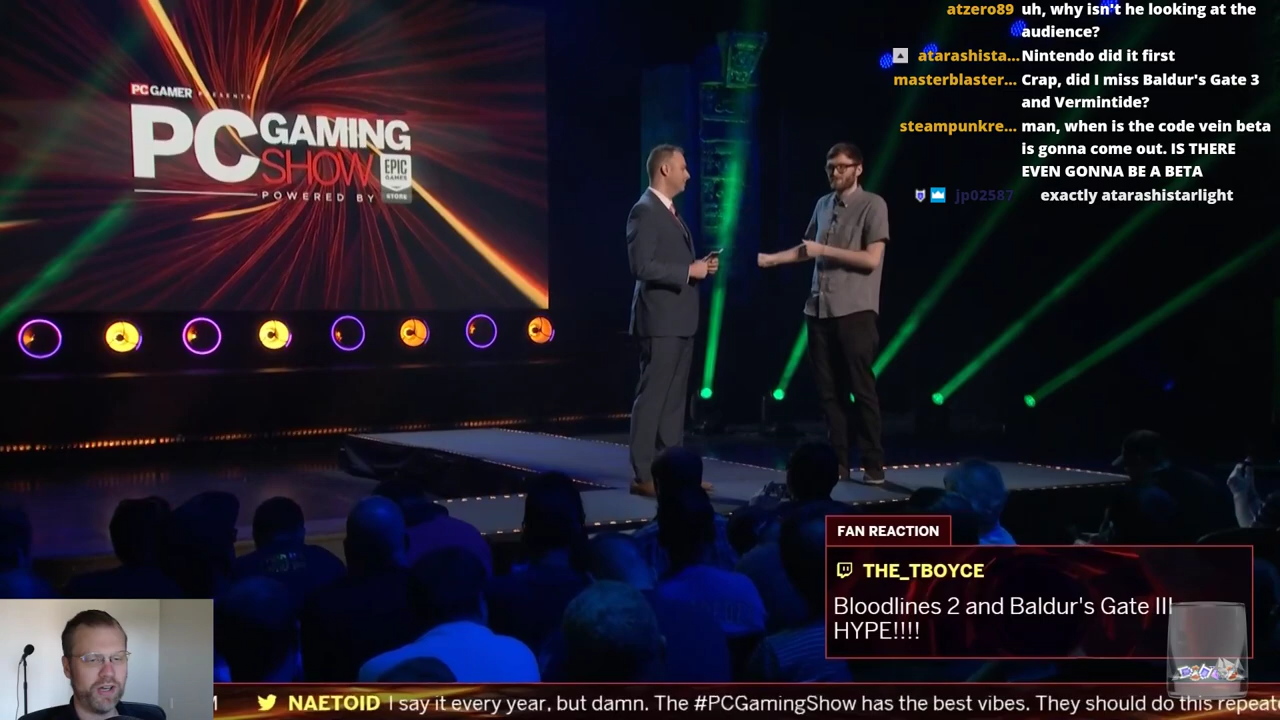 atzero89 uh, why isn't he looking at the
audience?
atarashista... Nintendo did it first
masterblaster... Crap, did I miss Baldur's Gate 3
and Vermintide?
steampunkre... man, when is the code vein beta
is gonna come out. IS THERE
EVEN GONNA BE A BETA
jp02587 exactly atarashistarlight
PC GAMER PRESENTS
PC GAMING
SHOW
EPIC
GAMES
STORE
POWERED BY
FAN REACTION
THE_TBOYCE
Bloodlines 2 and Baldur's Gate III
HYPE!!!!
NAETOID I say it every year, but damn. The #PCGamingShow has the best vibes. They should do this repeat